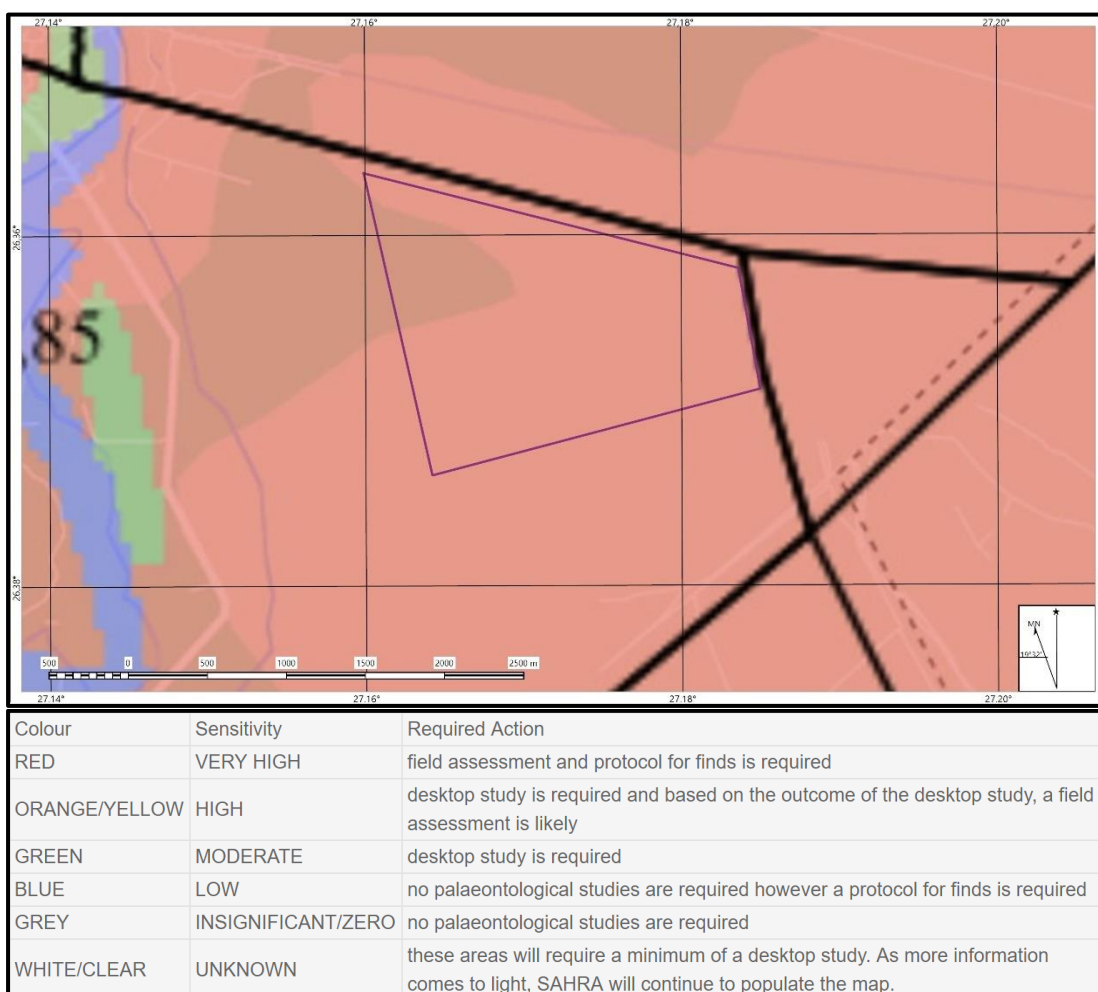 27.14° 27.16° 27.18° 27.20°
26.36°
.85
26.38°
MN
19°32'
500 0 500 1000 1500 2000 2500 m
27.14° 27.16° 27.18° 27.20°
Colour Sensitivity Required Action
RED VERY HIGH field assessment and protocol for finds is required
ORANGE/YELLOW HIGH desktop study is required and based on the outcome of the desktop study, a field
assessment is likely
GREEN MODERATE desktop study is required
BLUE LOW no palaeontological studies are required however a protocol for finds is required
GREY INSIGNIFICANT/ZERO no palaeontological studies are required
WHITE/CLEAR UNKNOWN these areas will require a minimum of a desktop study. As more information
comes to light, SAHRA will continue to populate the map.